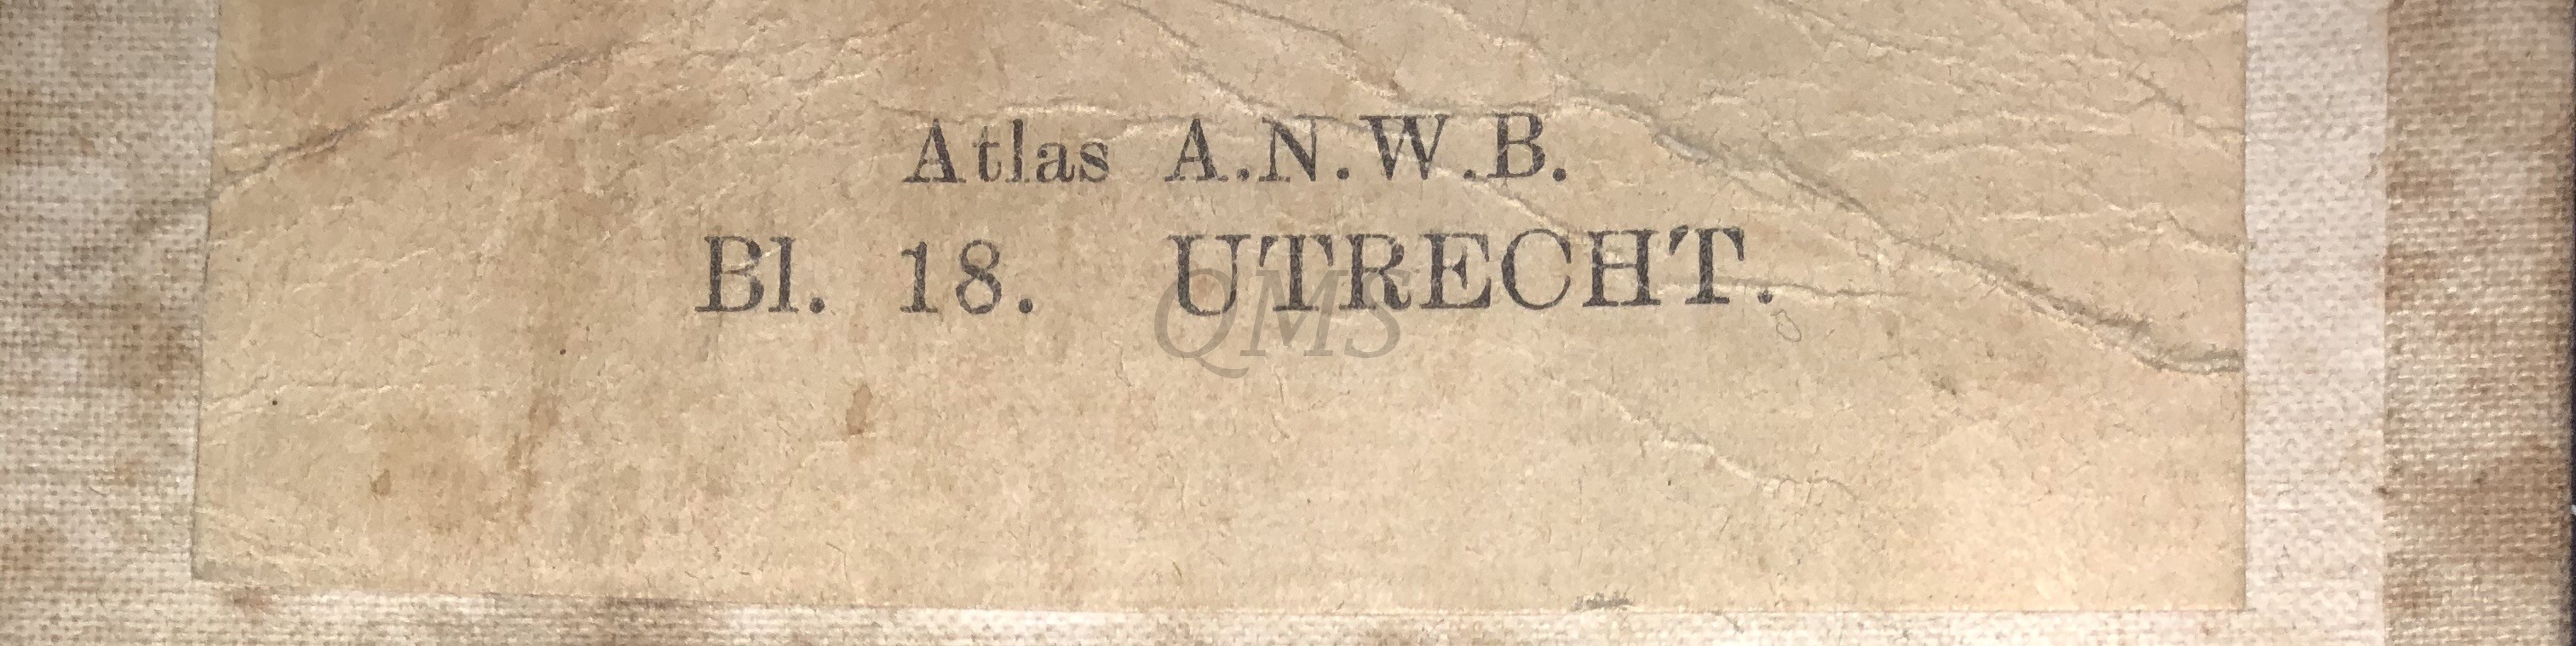 Atlas A.N.W.B.
Bl. 18. UTRECHT.
QMS